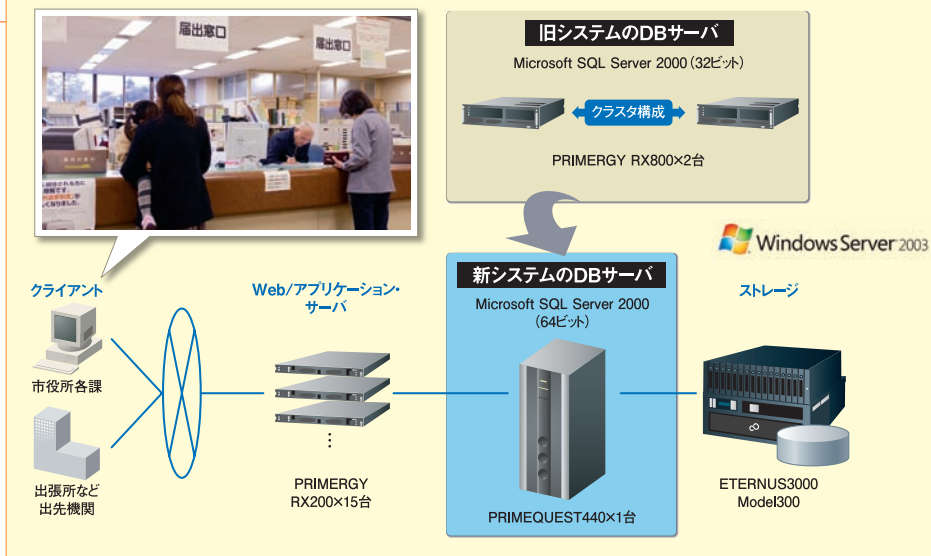 届出窓口
届出窓口
旧システムのDBサーバ
Microsoft SQL Server 2000(32ビット)
クラスタ構成
PRIMERGY RX800×2台
Windows Server 2003
新システムのDBサーバ
Microsoft SQL Server 2000
(64ビット)
PRIMEQUEST440×1台
クライアント
市役所各課
出張所など
出先機関
Web/アプリケーション・
サーバ
⋮
PRIMERGY
RX200×15台
ストレージ
ETERNUS3000
Model300